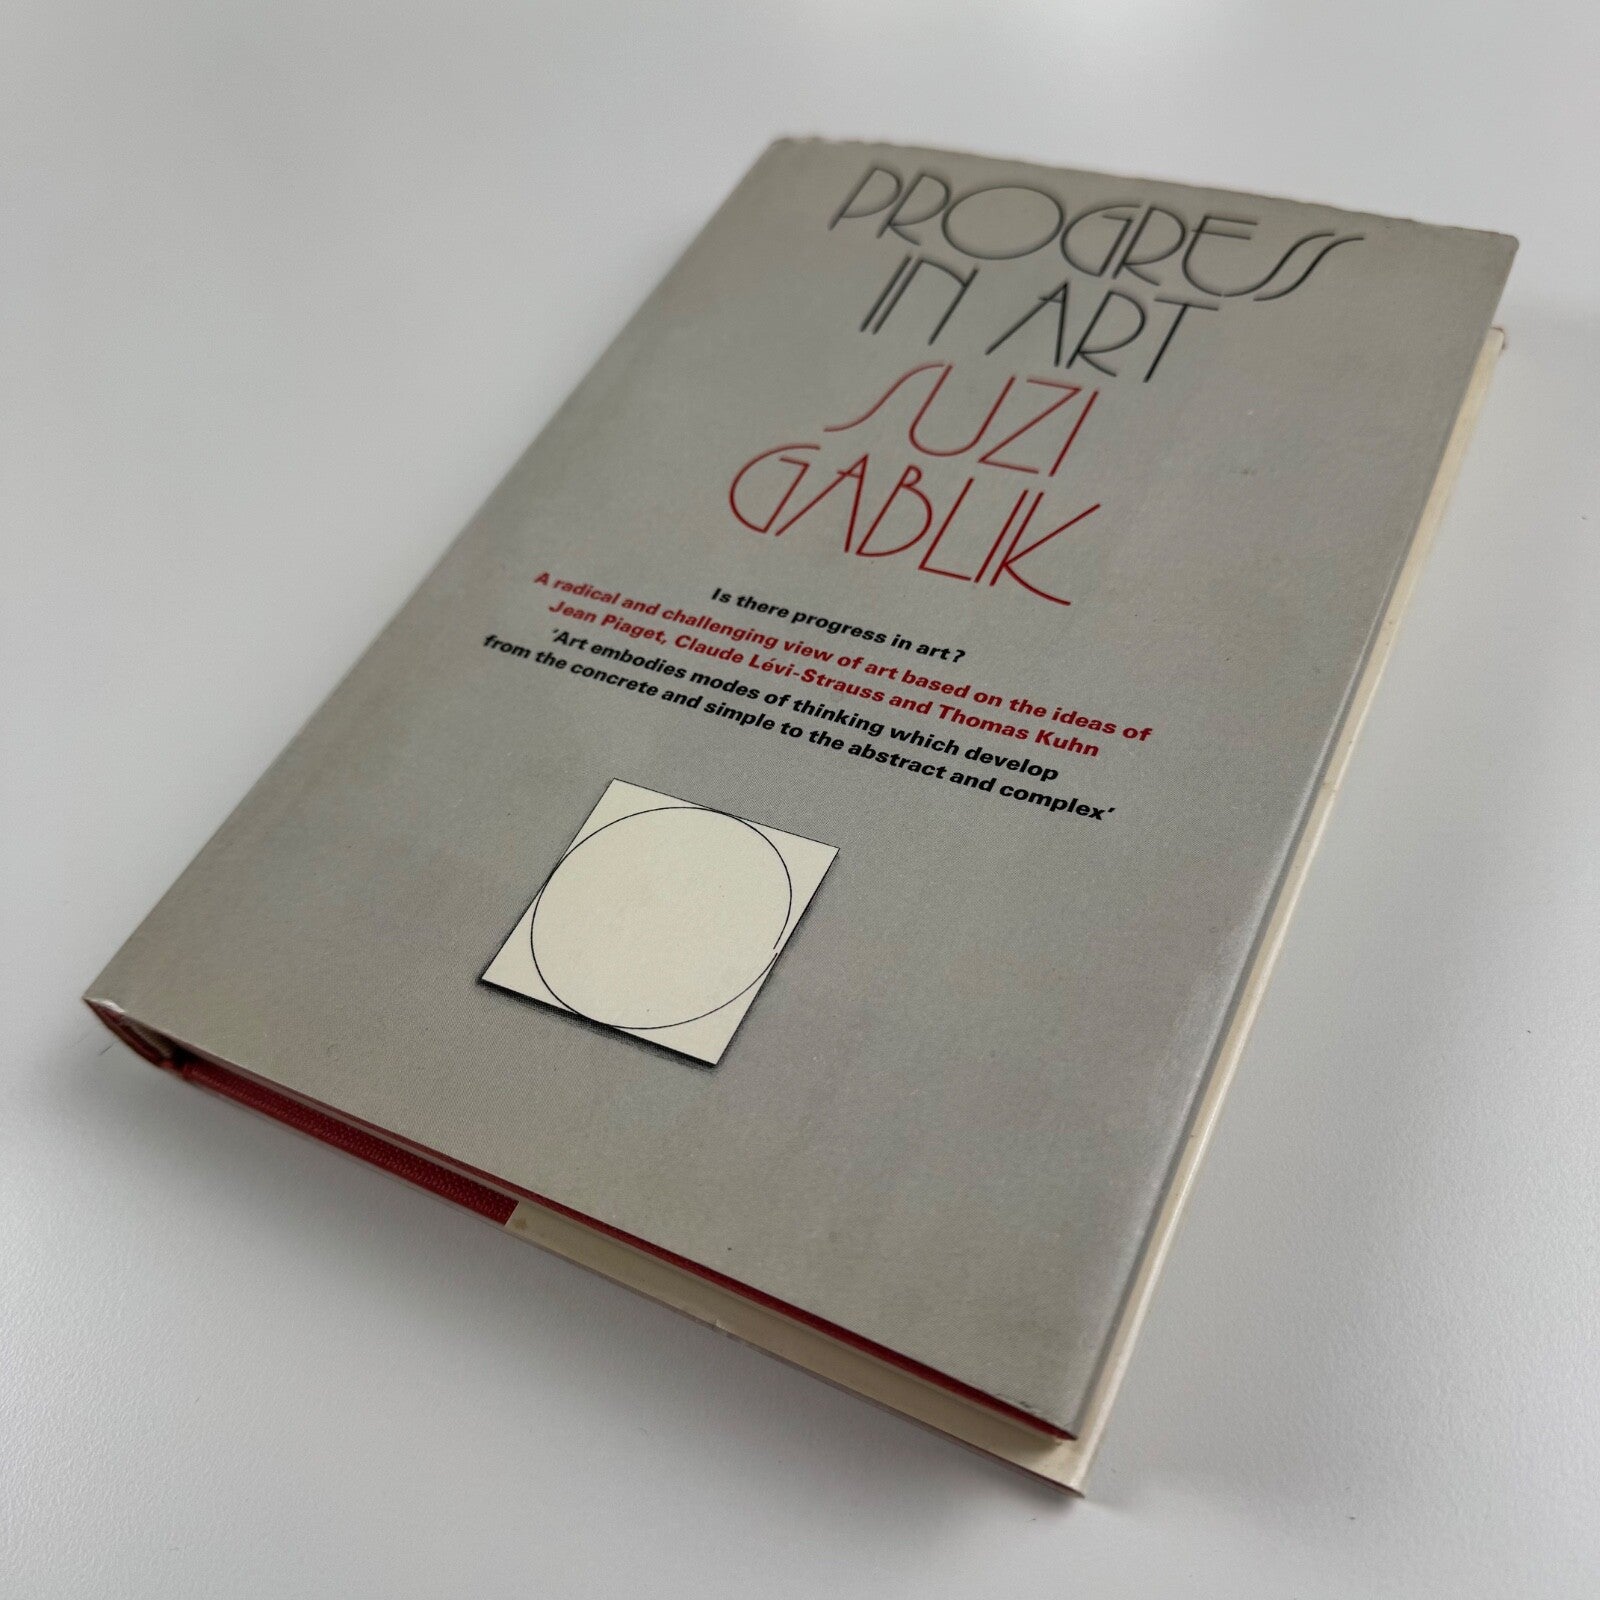 PROGRESS
IN ART
SUZI
GABLIK
Is there progress in art?
A radical and challenging view of art based on the ideas of
Jean Piaget, Claude Lévi-Strauss and Thomas Kuhn
'Art embodies modes of thinking which develop
from the concrete and simple to the abstract and complex'